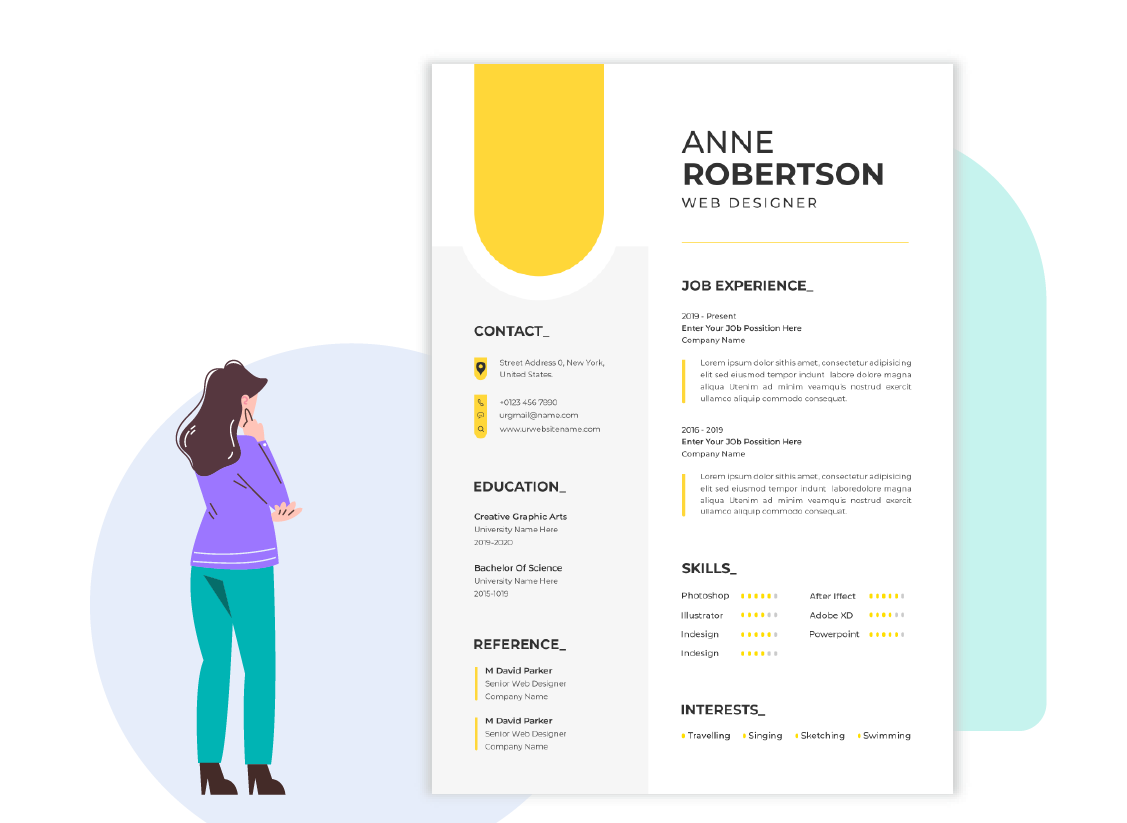 ANNE
ROBERTSON
WEB DESIGNER
CONTACT_
Street Address 0, New York,
United States.
+0123 456 7890
urgmail@name.com
www.urwebsitename.com
EDUCATION_
Creative Graphic Arts
University Name Here
2019-2020
Bachelor Of Science
University Name Here
2015-1019
REFERENCE_
M David Parker
Senior Web Designer
Company Name
M David Parker
Senior Web Designer
Company Name
JOB EXPERIENCE_
2019 - Present
Enter Your JOb Possition Here
Company Name
Lorem ipsum dolor sithis amet, consectetur adipisicing
elit sed eiusmod tempor indunt labore dolore magna
aliqua Utenim ad minim veamquis nostrud exercit
ullamco aliquip commodo consequat.
2016 - 2019
Enter Your JOb Possition Here
Company Name
Lorem ipsum dolor sithis amet, consectetur adipisicing
elit sed eiusmod tempor indunt laboredolore magna
aliqua Utenim ad minim veamquis nostrud exercit
ullamco aliquip commodo consequat.
SKILLS_
Photoshop After Iffect
Illustrator Adobe XD
Indesign Powerpoint
Indesign
INTERESTS_
Travelling Singing Sketching Swimming